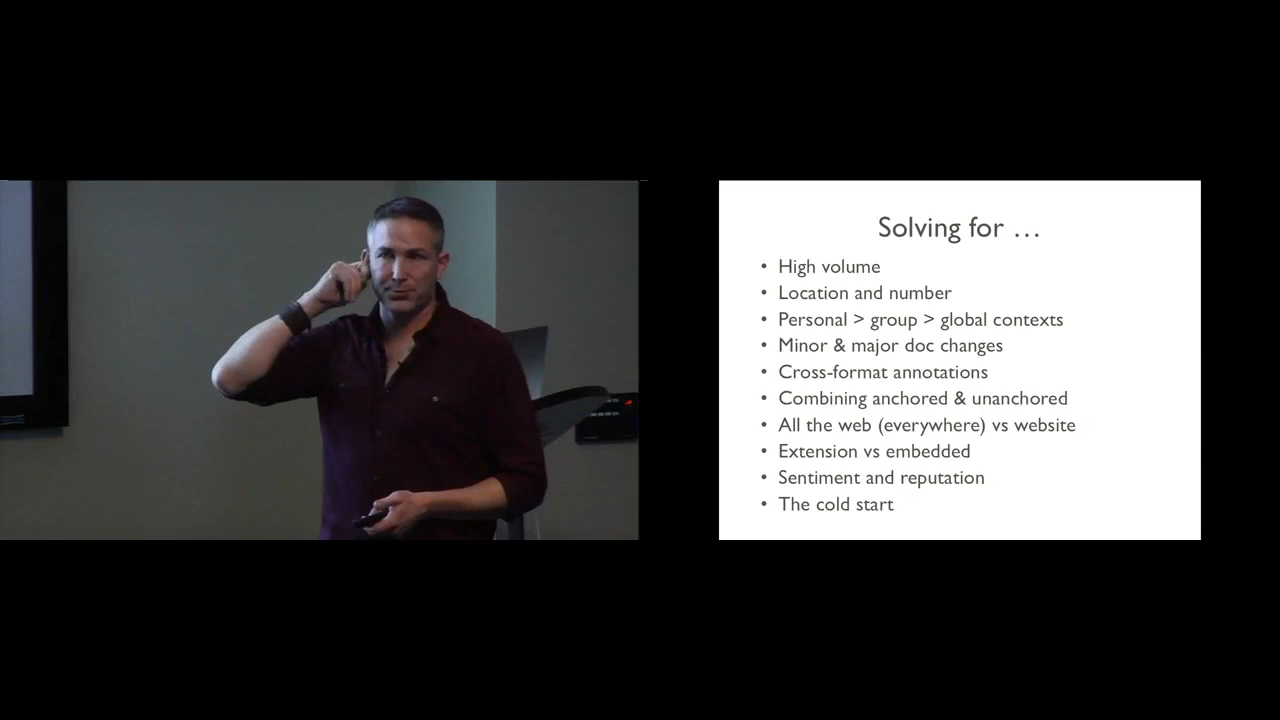 Solving for …
• High volume
• Location and number
• Personal > group > global contexts
• Minor & major doc changes
• Cross-format annotations
• Combining anchored & unanchored
• All the web (everywhere) vs website
• Extension vs embedded
• Sentiment and reputation
• The cold start